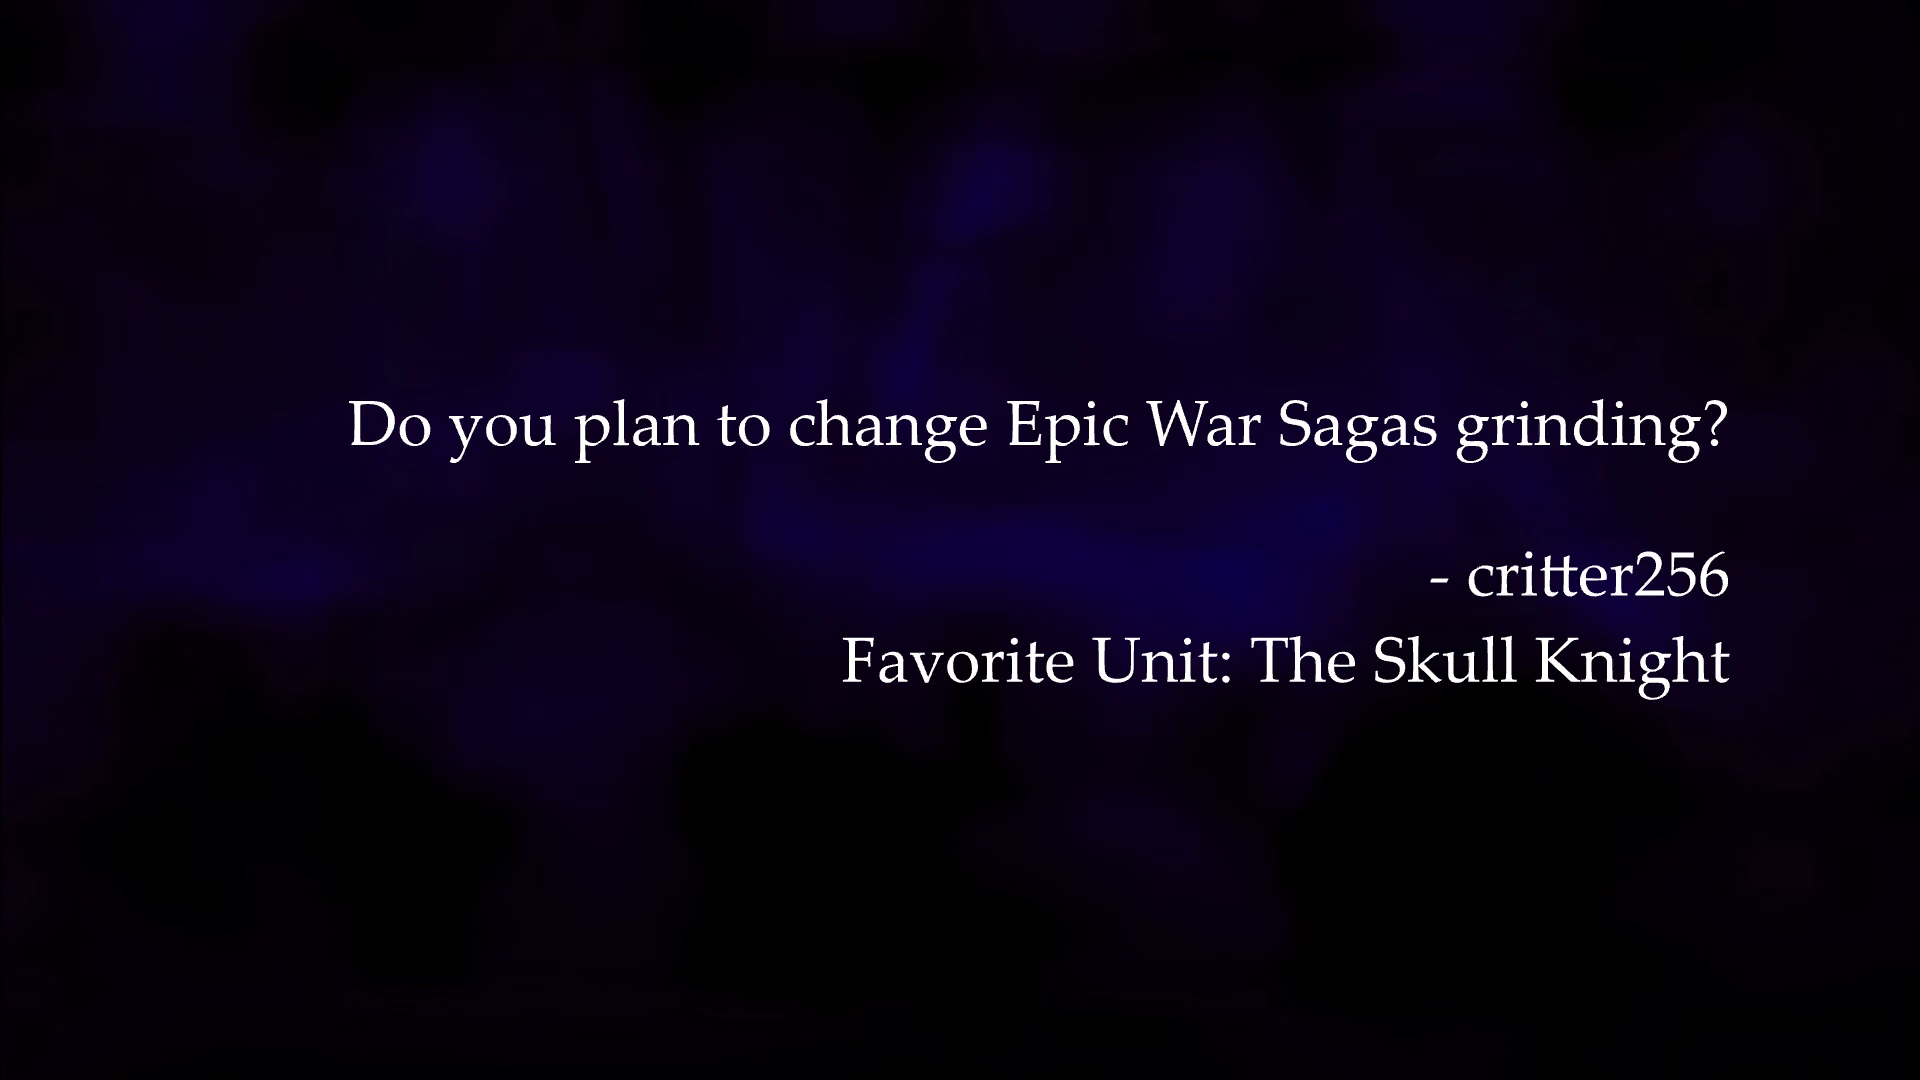 Do you plan to change Epic War Sagas grinding?
- critter256
Favorite Unit: The Skull Knight